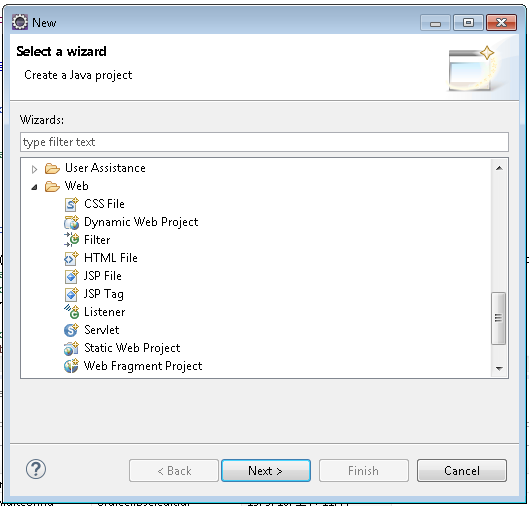 New
Select a wizard
Create a Java project
Wizards:
type filter text
User Assistance
Web
CSS File
Dynamic Web Project
Filter
HTML File
JSP File
JSP Tag
Listener
Servlet
Static Web Project
Web Fragment Project
?
< Back
Next >
Finish
Cancel